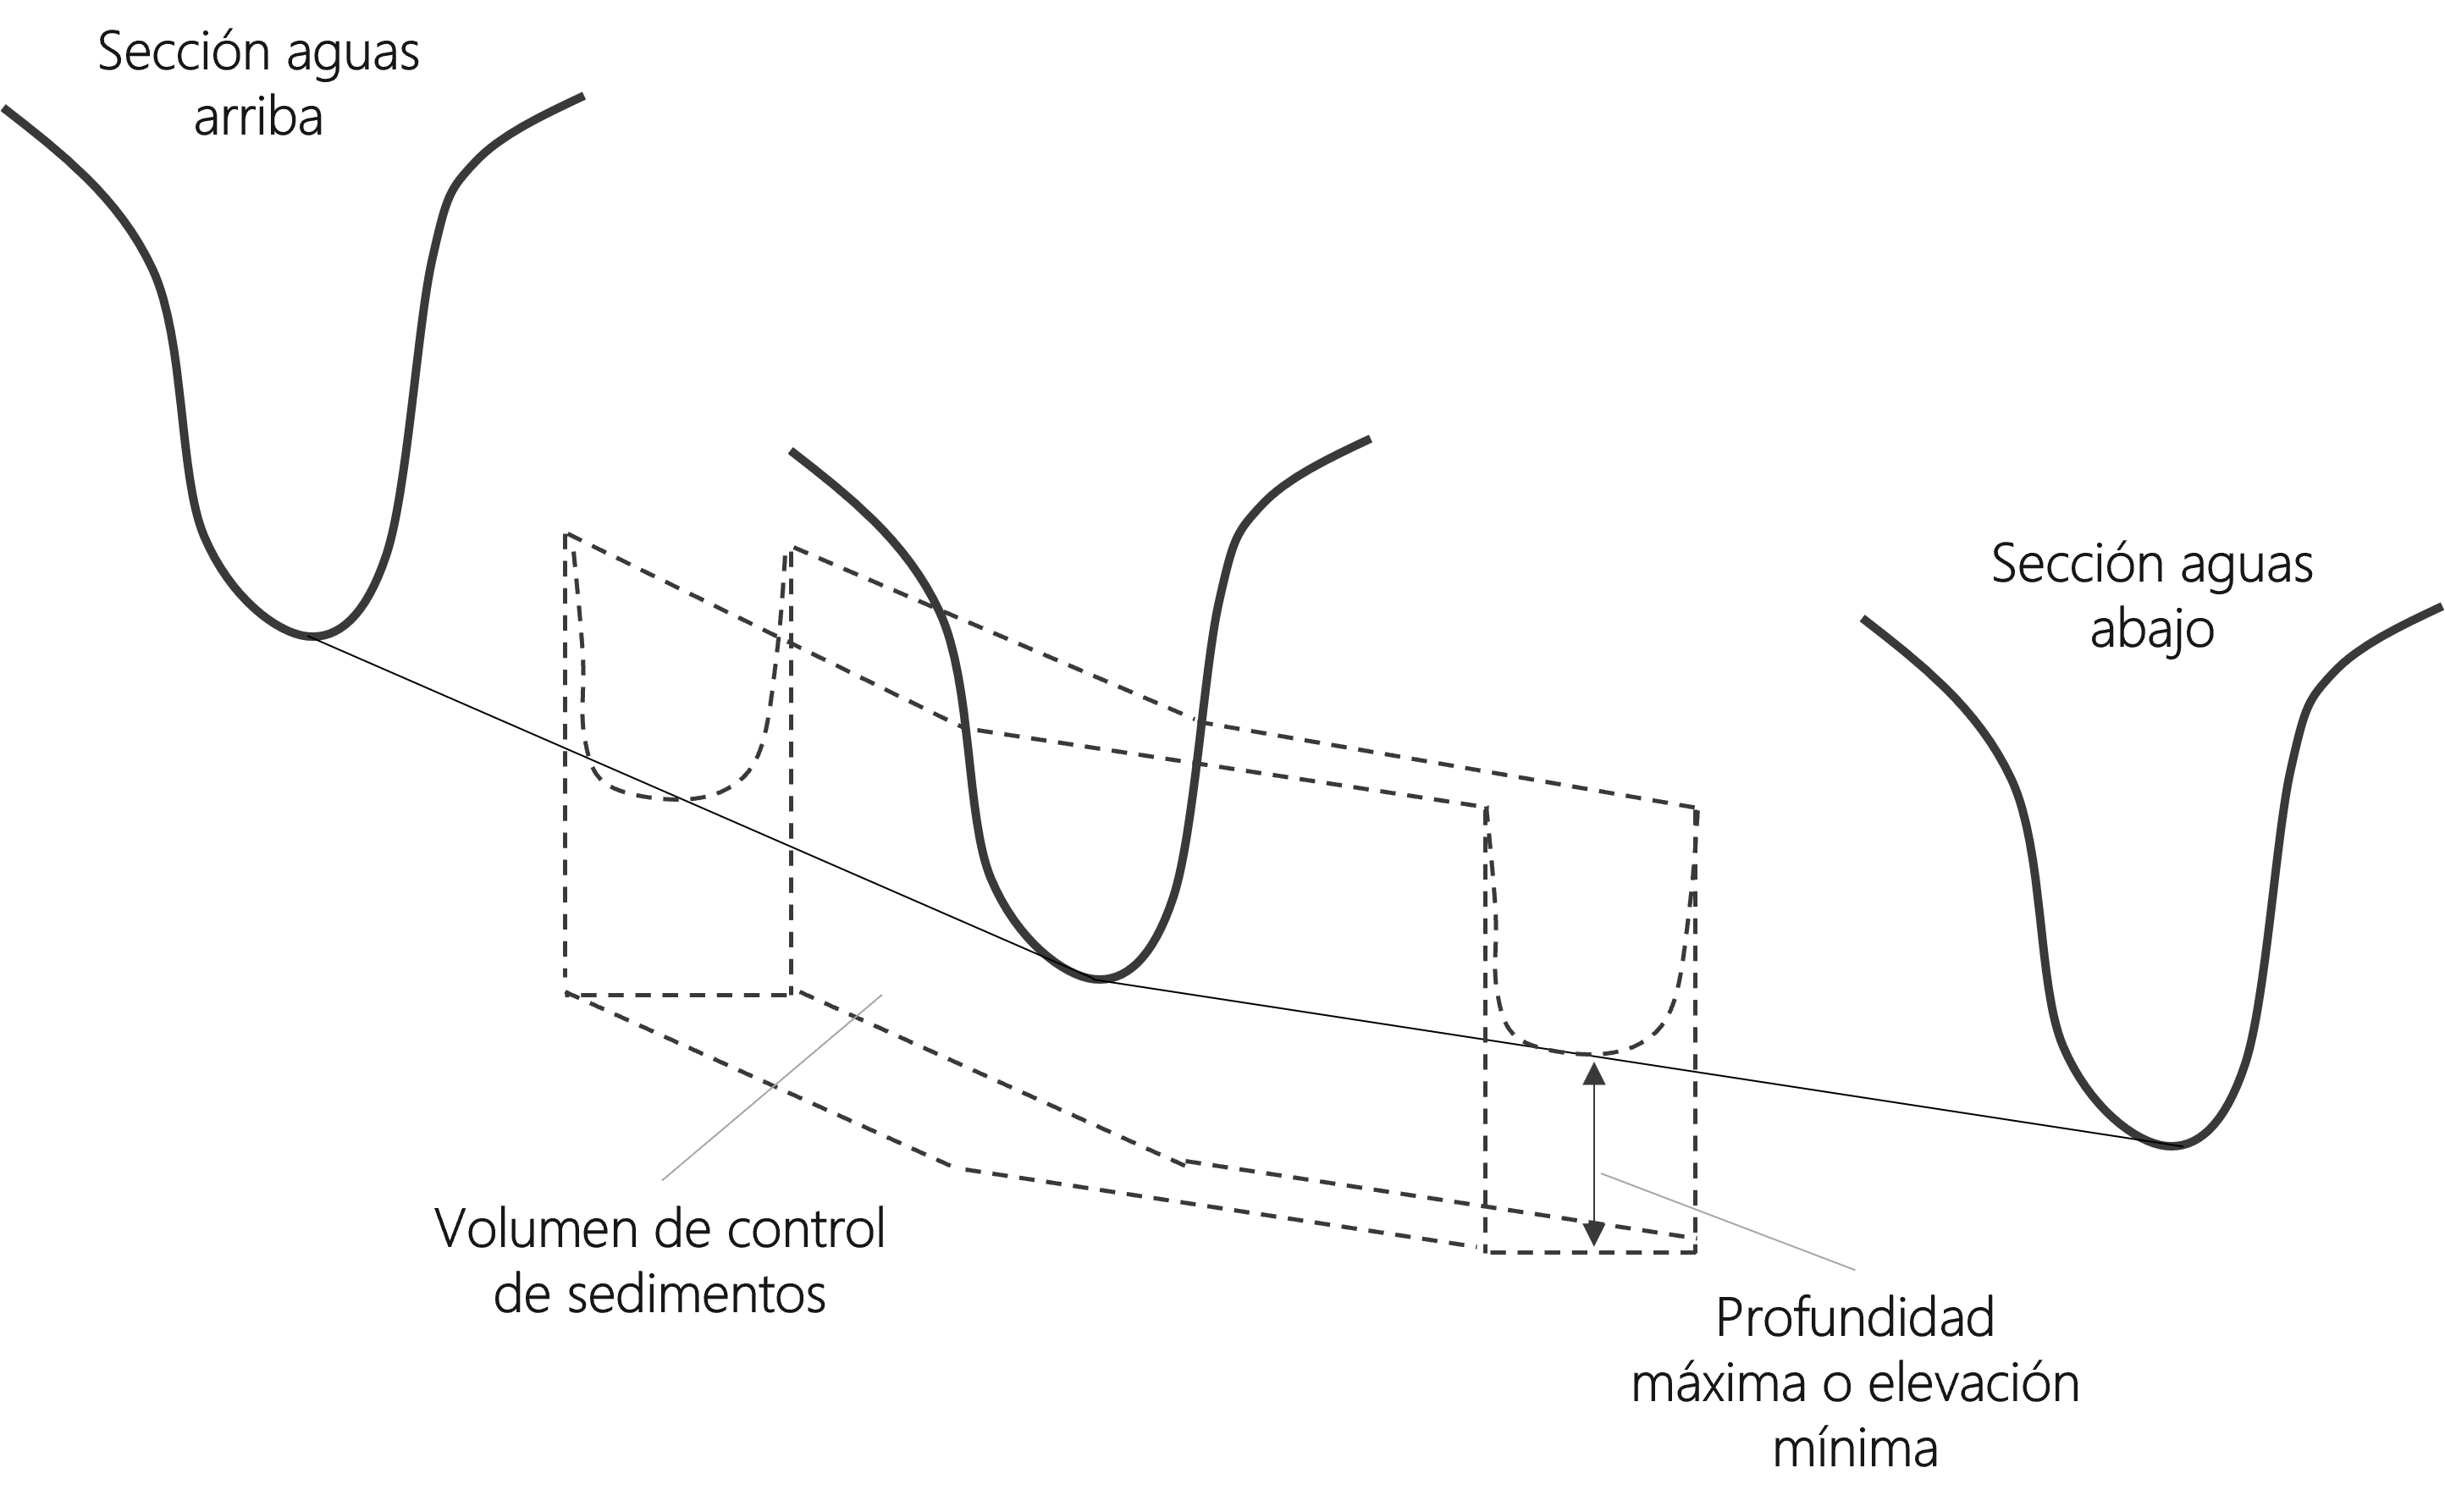 Sección aguas
arriba
Sección aguas
abajo
Volumen de control
de sedimentos
Profundidad
máxima o elevación
mínima